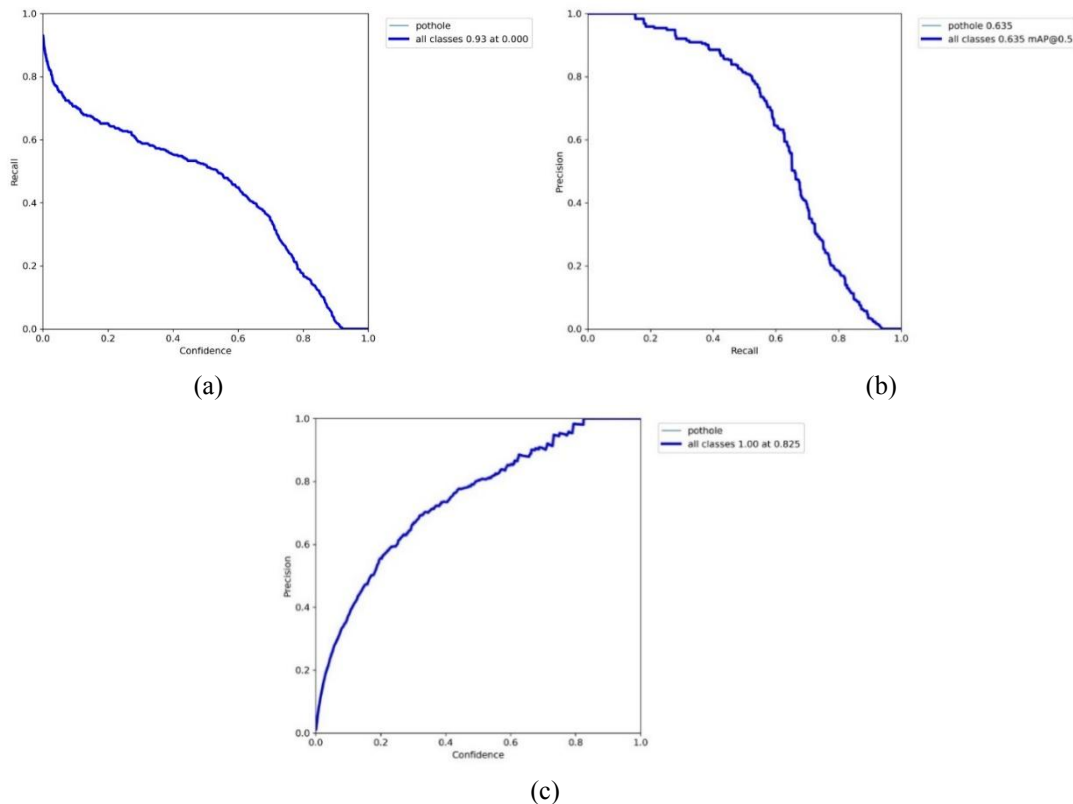 1.0
0.8
0.6
0.4
0.2
0.0
Recall
0.0 0.2 0.4 0.6 0.8 1.0
Confidence
pothole
all classes 0.93 at 0.000
(a)
1.0
0.8
0.6
0.4
0.2
0.0
Precision
0.0 0.2 0.4 0.6 0.8 1.0
Recall
pothole 0.635
all classes 0.635 mAP@0.5
(b)
1.0
0.8
0.6
0.4
0.2
0.0
Precision
0.0 0.2 0.4 0.6 0.8 1.0
Confidence
pothole
all classes 1.00 at 0.825
(c)